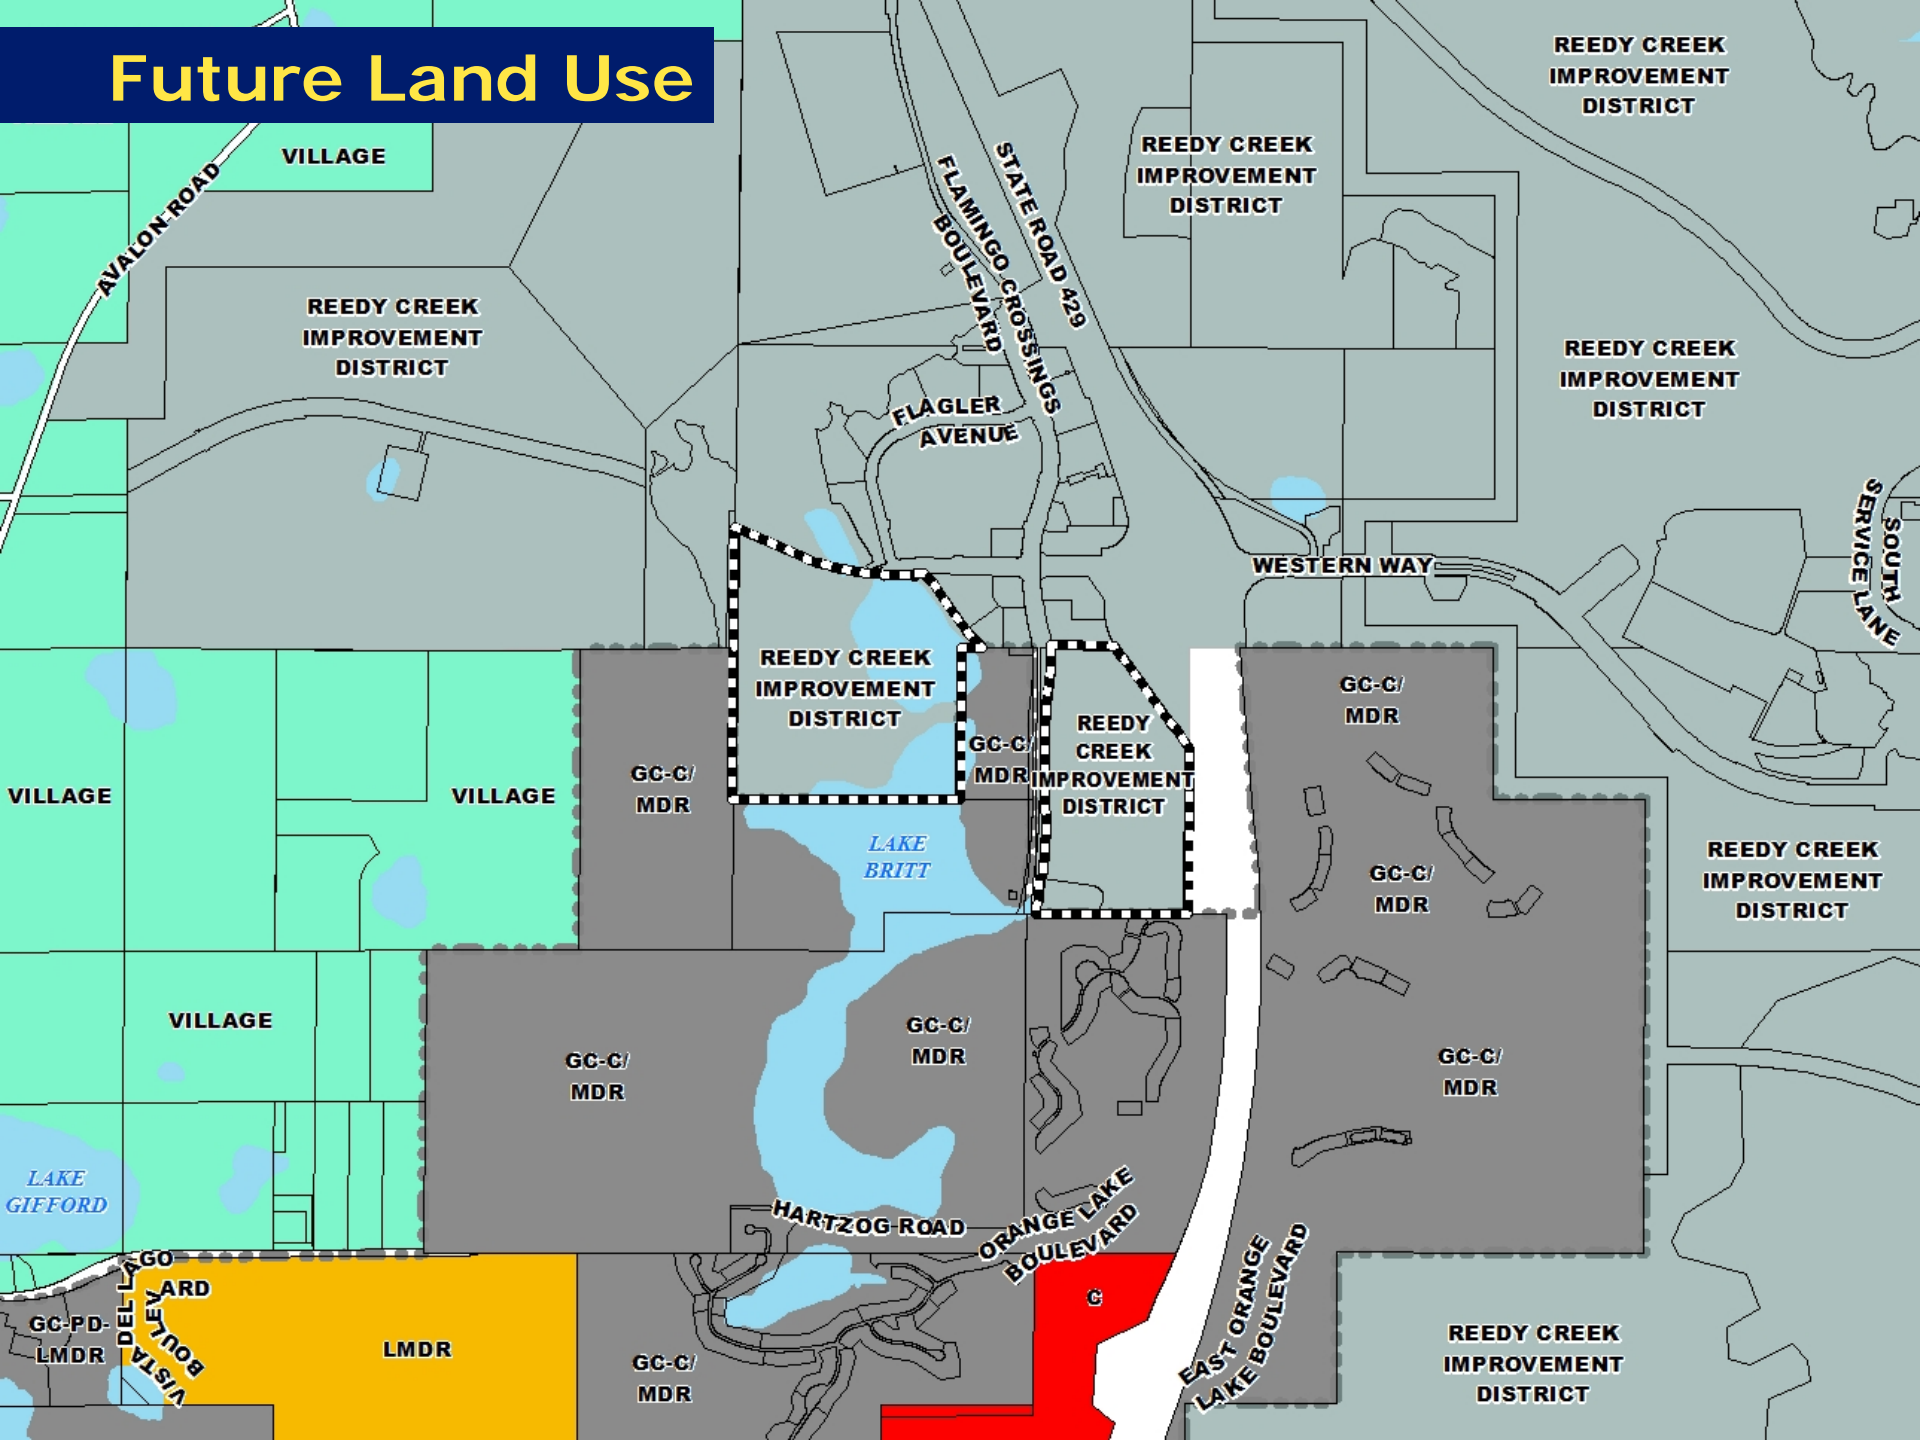 Future Land Use
REEDY CREEK
IMPROVEMENT
DISTRICT
VILLAGE
AVALON ROAD
REEDY CREEK
IMPROVEMENT
DISTRICT
STATE ROAD 429
FLAMINGO CROSSINGS
BOULEVARD
REEDY CREEK
IMPROVEMENT
DISTRICT
REEDY CREEK
IMPROVEMENT
DISTRICT
FLAGLER
AVENUE
SOUTH
SERVICE LANE
WESTERN WAY
REEDY CREEK
IMPROVEMENT
DISTRICT
REEDY
CREEK
IMPROVEMENT
DISTRICT
GC-C/
MDR
GC-C/
MDR
GC-C/
MDR
VILLAGE
VILLAGE
LAKE
BRITT
GC-C/
MDR
REEDY CREEK
IMPROVEMENT
DISTRICT
VILLAGE
GC-C/
MDR
GC-C/
MDR
GC-C/
MDR
LAKE
GIFFORD
HARTZOG ROAD
ORANGE LAKE
BOULEVARD
EAST ORANGE
LAKE BOULEVARD
VISTA DEL LAGO
BOULEVARD
GC-PD-
LMDR
LMDR
GC-C/
MDR
C
REEDY CREEK
IMPROVEMENT
DISTRICT